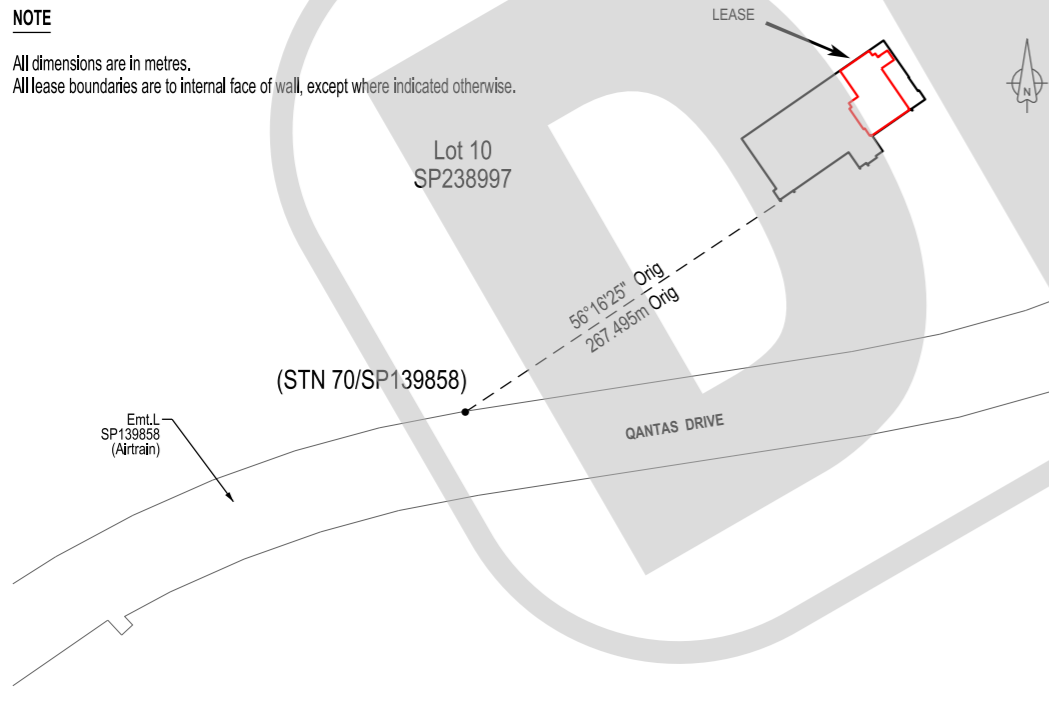 NOTE
All dimensions are in metres.
All lease boundaries are to internal face of wall, except where indicated otherwise.
LEASE
N
Lot 10
SP238997
56°16'25" Orig
267.495m Orig
(STN 70/SP139858)
Emt.L
SP139858
(Airtrain)
QANTAS DRIVE